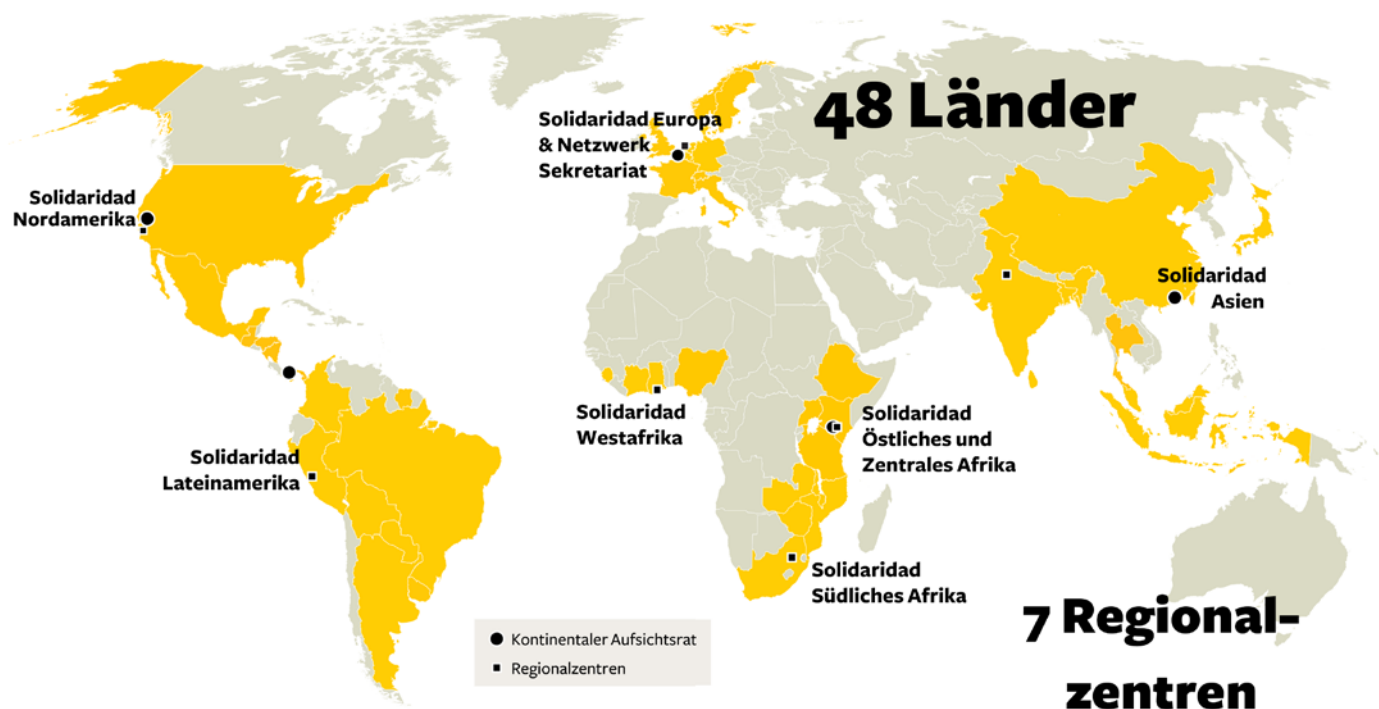 48 Länder
Solidaridad Europa
& Netzwerk
Sekretariat
Solidaridad
Nordamerika
Solidaridad
Asien
Solidaridad
Westafrika
Solidaridad
Östliches und
Zentrales Afrika
Solidaridad
Lateinamerika
Solidaridad
Südliches Afrika
7 Regional-
zentren
Kontinentaler Aufsichtsrat
Regionalzentren